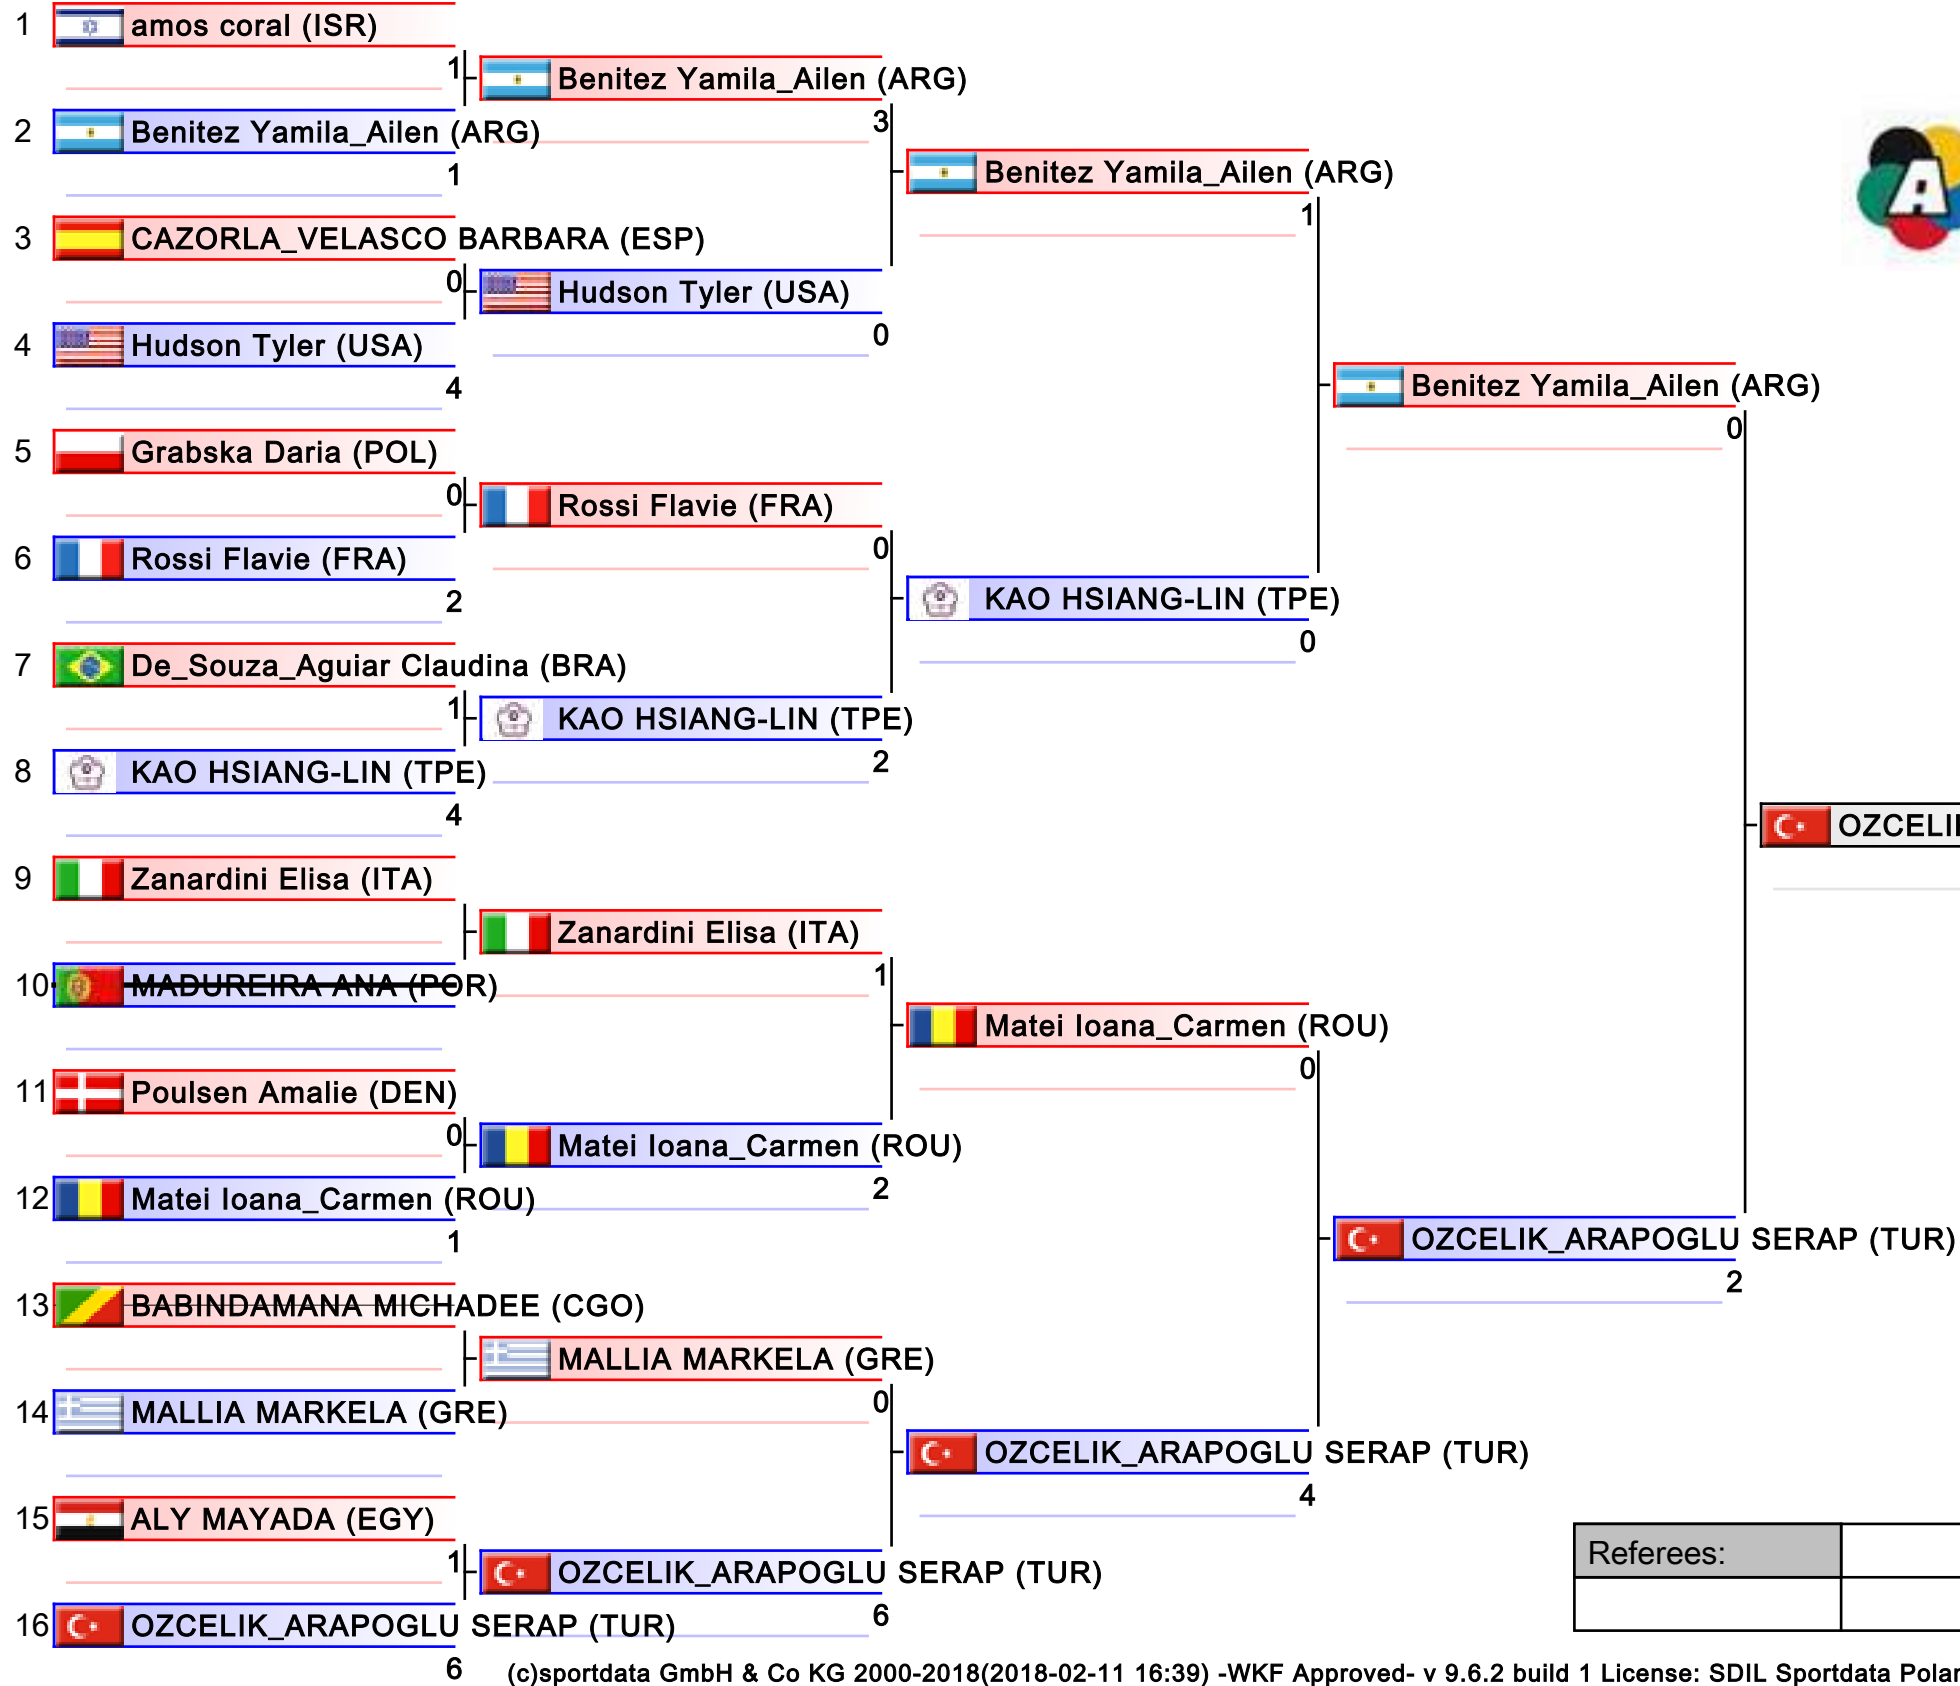 1 amos coral (ISR)
1
Benitez Yamila_Ailen (ARG)
3
2 Benitez Yamila_Ailen (ARG)
1
Benitez Yamila_Ailen (ARG)
1
3 CAZORLA_VELASCO BARBARA (ESP)
0
Hudson Tyler (USA)
0
4 Hudson Tyler (USA)
4
Benitez Yamila_Ailen (ARG)
0
5 Grabska Daria (POL)
0
Rossi Flavie (FRA)
0
6 Rossi Flavie (FRA)
2
KAO HSIANG-LIN (TPE)
0
7 De_Souza_Aguiar Claudina (BRA)
1
KAO HSIANG-LIN (TPE)
2
8 KAO HSIANG-LIN (TPE)
4
9 Zanardini Elisa (ITA)
Zanardini Elisa (ITA)
1
10 MADUREIRA ANA (POR)
Matei Ioana_Carmen (ROU)
0
11 Poulsen Amalie (DEN)
0
Matei Ioana_Carmen (ROU)
2
12 Matei Ioana_Carmen (ROU)
1
OZCELIK_ARAPOGLU SERAP (TUR)
2
13 BABINDAMANA MICHADEE (CGO)
MALLIA MARKELA (GRE)
0
14 MALLIA MARKELA (GRE)
OZCELIK_ARAPOGLU SERAP (TUR)
4
15 ALY MAYADA (EGY)
1
OZCELIK_ARAPOGLU SERAP (TUR)
6
16 OZCELIK_ARAPOGLU SERAP (TUR)
6
Referees:
(c)sportdata GmbH & Co KG 2000-2018(2018-02-11 16:39) -WKF Approved- v 9.6.2 build 1 License: SDIL Sportdata